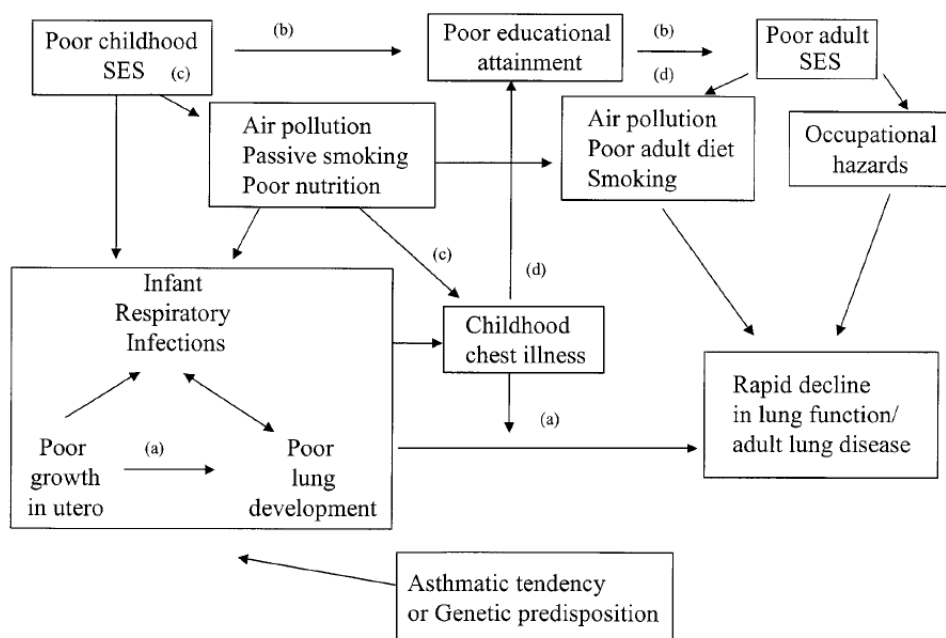 Poor childhood
SES
(c)
(b)
Poor educational
attainment
(b)
(d)
Poor adult
SES
Air pollution
Passive smoking
Poor nutrition
Air pollution
Poor adult diet
Smoking
Occupational
hazards
(c)
(d)
Infant
Respiratory
Infections
Childhood
chest illness
(a)
Poor
growth
in utero
(a)
Poor
lung
development
Rapid decline
in lung function/
adult lung disease
Asthmatic tendency
or Genetic predisposition